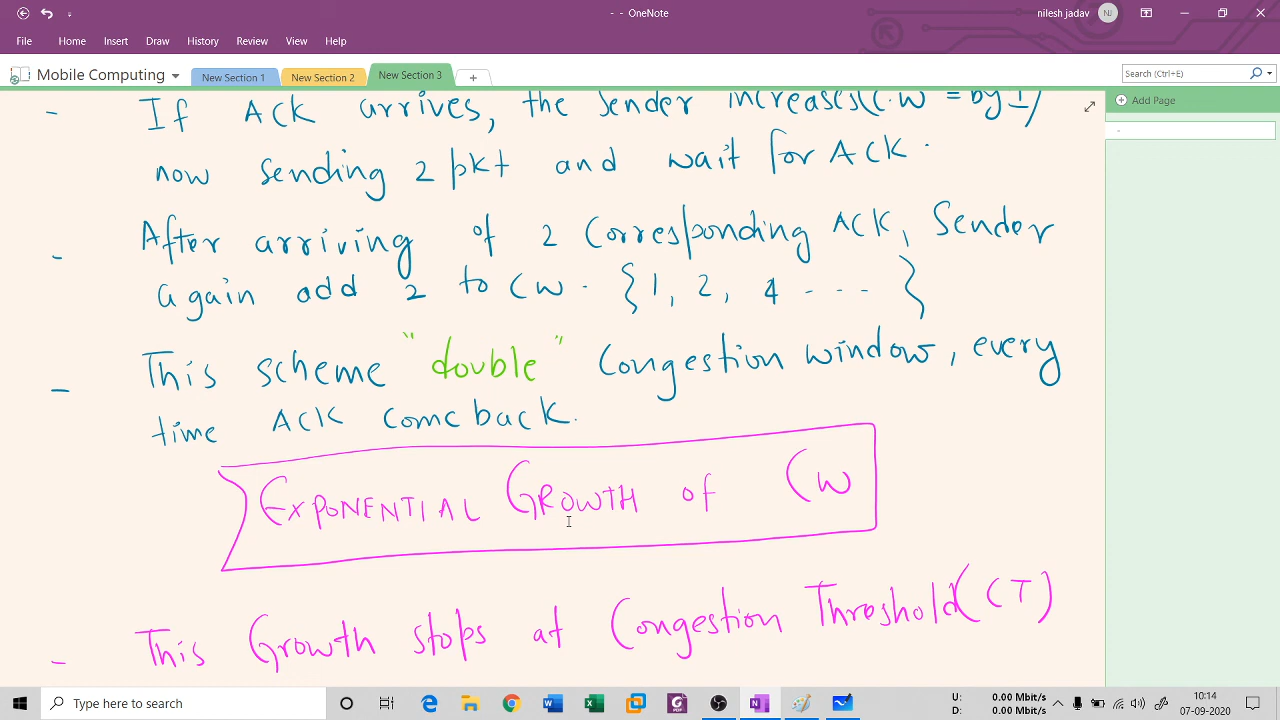 - - OneNote
nilesh jadav NJ
File Home Insert Draw History Review View Help
Mobile Computing New Section 1 New Section 2 New Section 3 +
Search (Ctrl+E)
Add Page
-
- If ACK arrives, the sender increases(C.W = by 1)
now sending 2 pkt and wait for ACK.
- After arriving of 2 Corresponding ACK, Sender
again add 2 to CW. {1, 2, 4 ---- }
- This scheme "double" Congestion window, every
time ACK come back.
EXPONENTIAL GROWTH of CW
- This Growth stops at Congestion Threshold(CT)
Type here to search
U: 0.00 Mbit/s
D: 0.00 Mbit/s
10:14
07-09-2020